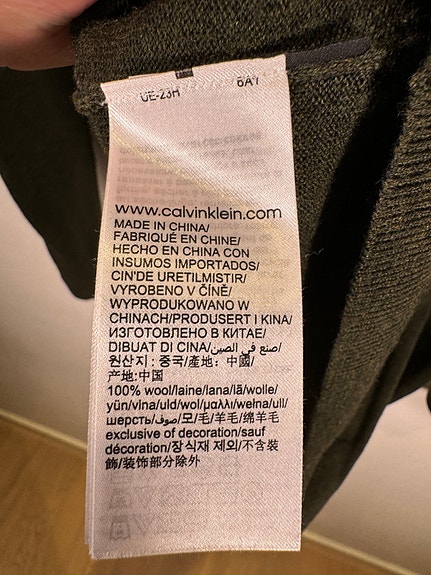 UE-23H 6A7
www.calvinklein.com
MADE IN CHINA/
FABRIQUÉ EN CHINE/
HECHO EN CHINA CON
INSUMOS IMPORTADOS/
CIN'DE URETILMISTIR/
VYROBENO V ČÍNĚ/
WYPRODUKOWANO W
CHINACH/PRODUSERT I KINA/
ИЗГОТОВЛЕНО В КИТАЕ/
DIBUAT DI CINA/صنع في الصين/
원산지 : 중국/產地：中國/
产地:中国
100% wool/laine/lana/lã/wolle/
yün/vlna/uld/wol/μαλλι/wełna/ull/
шерсть/صوف/모/毛/羊毛/绵羊毛
exclusive of decoration/sauf
décoration/장식재 제외/不含裝
飾/装饰部分除外